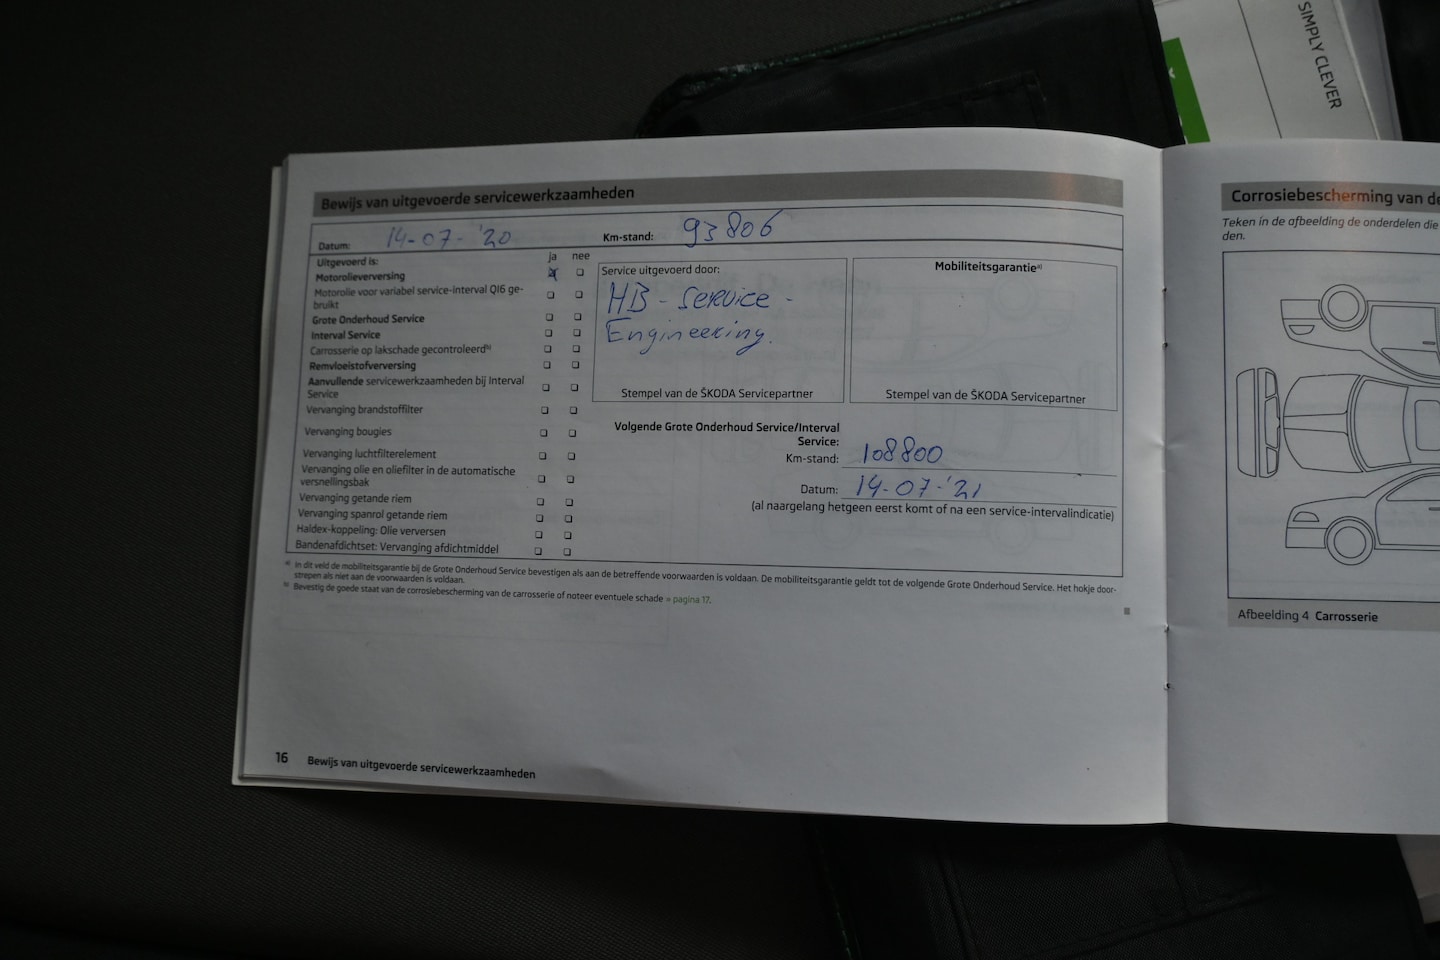 SIMPLY CLEVER
Bewijs van uitgevoerde servicewerkzaamheden
Datum: 14-07-'20 Km-stand: 93806
Uitgevoerd is: ja nee
Motorolieverversing
Motorolie voor variabel service-interval QI6 ge-
bruikt
Grote Onderhoud Service
Interval Service
Carrosserie op lakschade gecontroleerd b)
Remvloeistofverversing
Aanvullende servicewerkzaamheden bij Interval
Service
Vervanging brandstoffilter
Vervanging bougies
Vervanging luchtfilterelement
Vervanging olie en oliefilter in de automatische
versnellingsbak
Vervanging getande riem
Vervanging spanrol getande riem
Haldex-koppeling: Olie verversen
Bandenafdichtset: Vervanging afdichtmiddel
Service uitgevoerd door:
HB - Service -
Engineering.
Stempel van de ŠKODA Servicepartner
Mobiliteitsgarantie a)
Stempel van de ŠKODA Servicepartner
Volgende Grote Onderhoud Service/Interval
Service:
Km-stand: 108800
Datum: 14-07-'21
(al naargelang hetgeen eerst komt of na een service-intervalindicatie)
a) In dit veld de mobiliteitsgarantie bij de Grote Onderhoud Service bevestigen als aan de betreffende voorwaarden is voldaan. De mobiliteitsgarantie geldt tot de volgende Grote Onderhoud Service. Het hokje door-
strepen als niet aan de voorwaarden is voldaan.
b) Bevestig de goede staat van de corrosiebescherming van de carrosserie of noteer eventuele schade » pagina 17.
16 Bewijs van uitgevoerde servicewerkzaamheden
Corrosiebescherming van de
Teken in de afbeelding de onderdelen die
den.
Afbeelding 4 Carrosserie